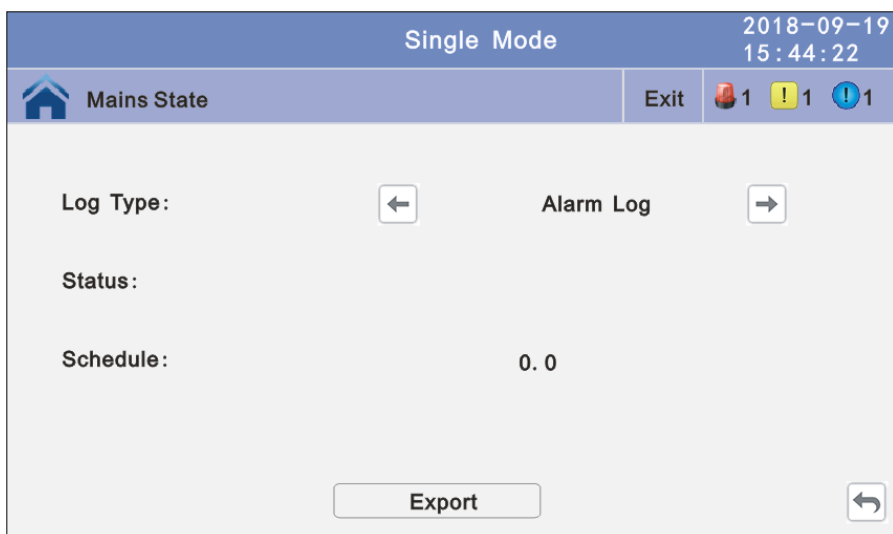 Single Mode
2018-09-19
15:44:22
Mains State Exit 1 ! 1 ! 1
Log Type: Alarm Log
Status:
Schedule: 0.0
Export